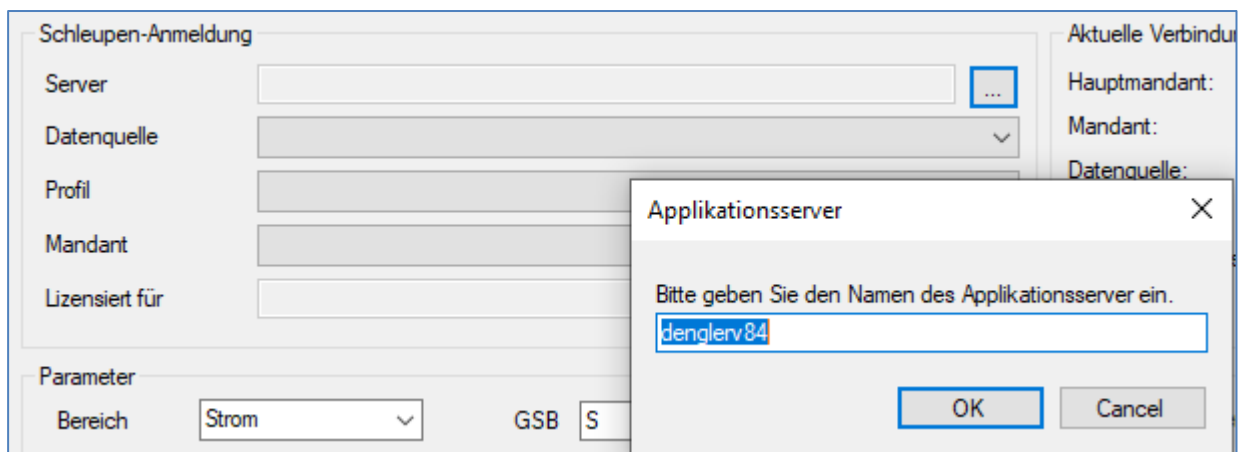 Schleupen-Anmeldung
Server
...
Datenquelle
Profil
Mandant
Lizensiert für
Aktuelle Verbindu
Hauptmandant:
Mandant:
Datenquelle:
Applikationsserver
Bitte geben Sie den Namen des Applikationsserver ein.
denglerv84
OK Cancel
Parameter
Bereich Strom GSB S